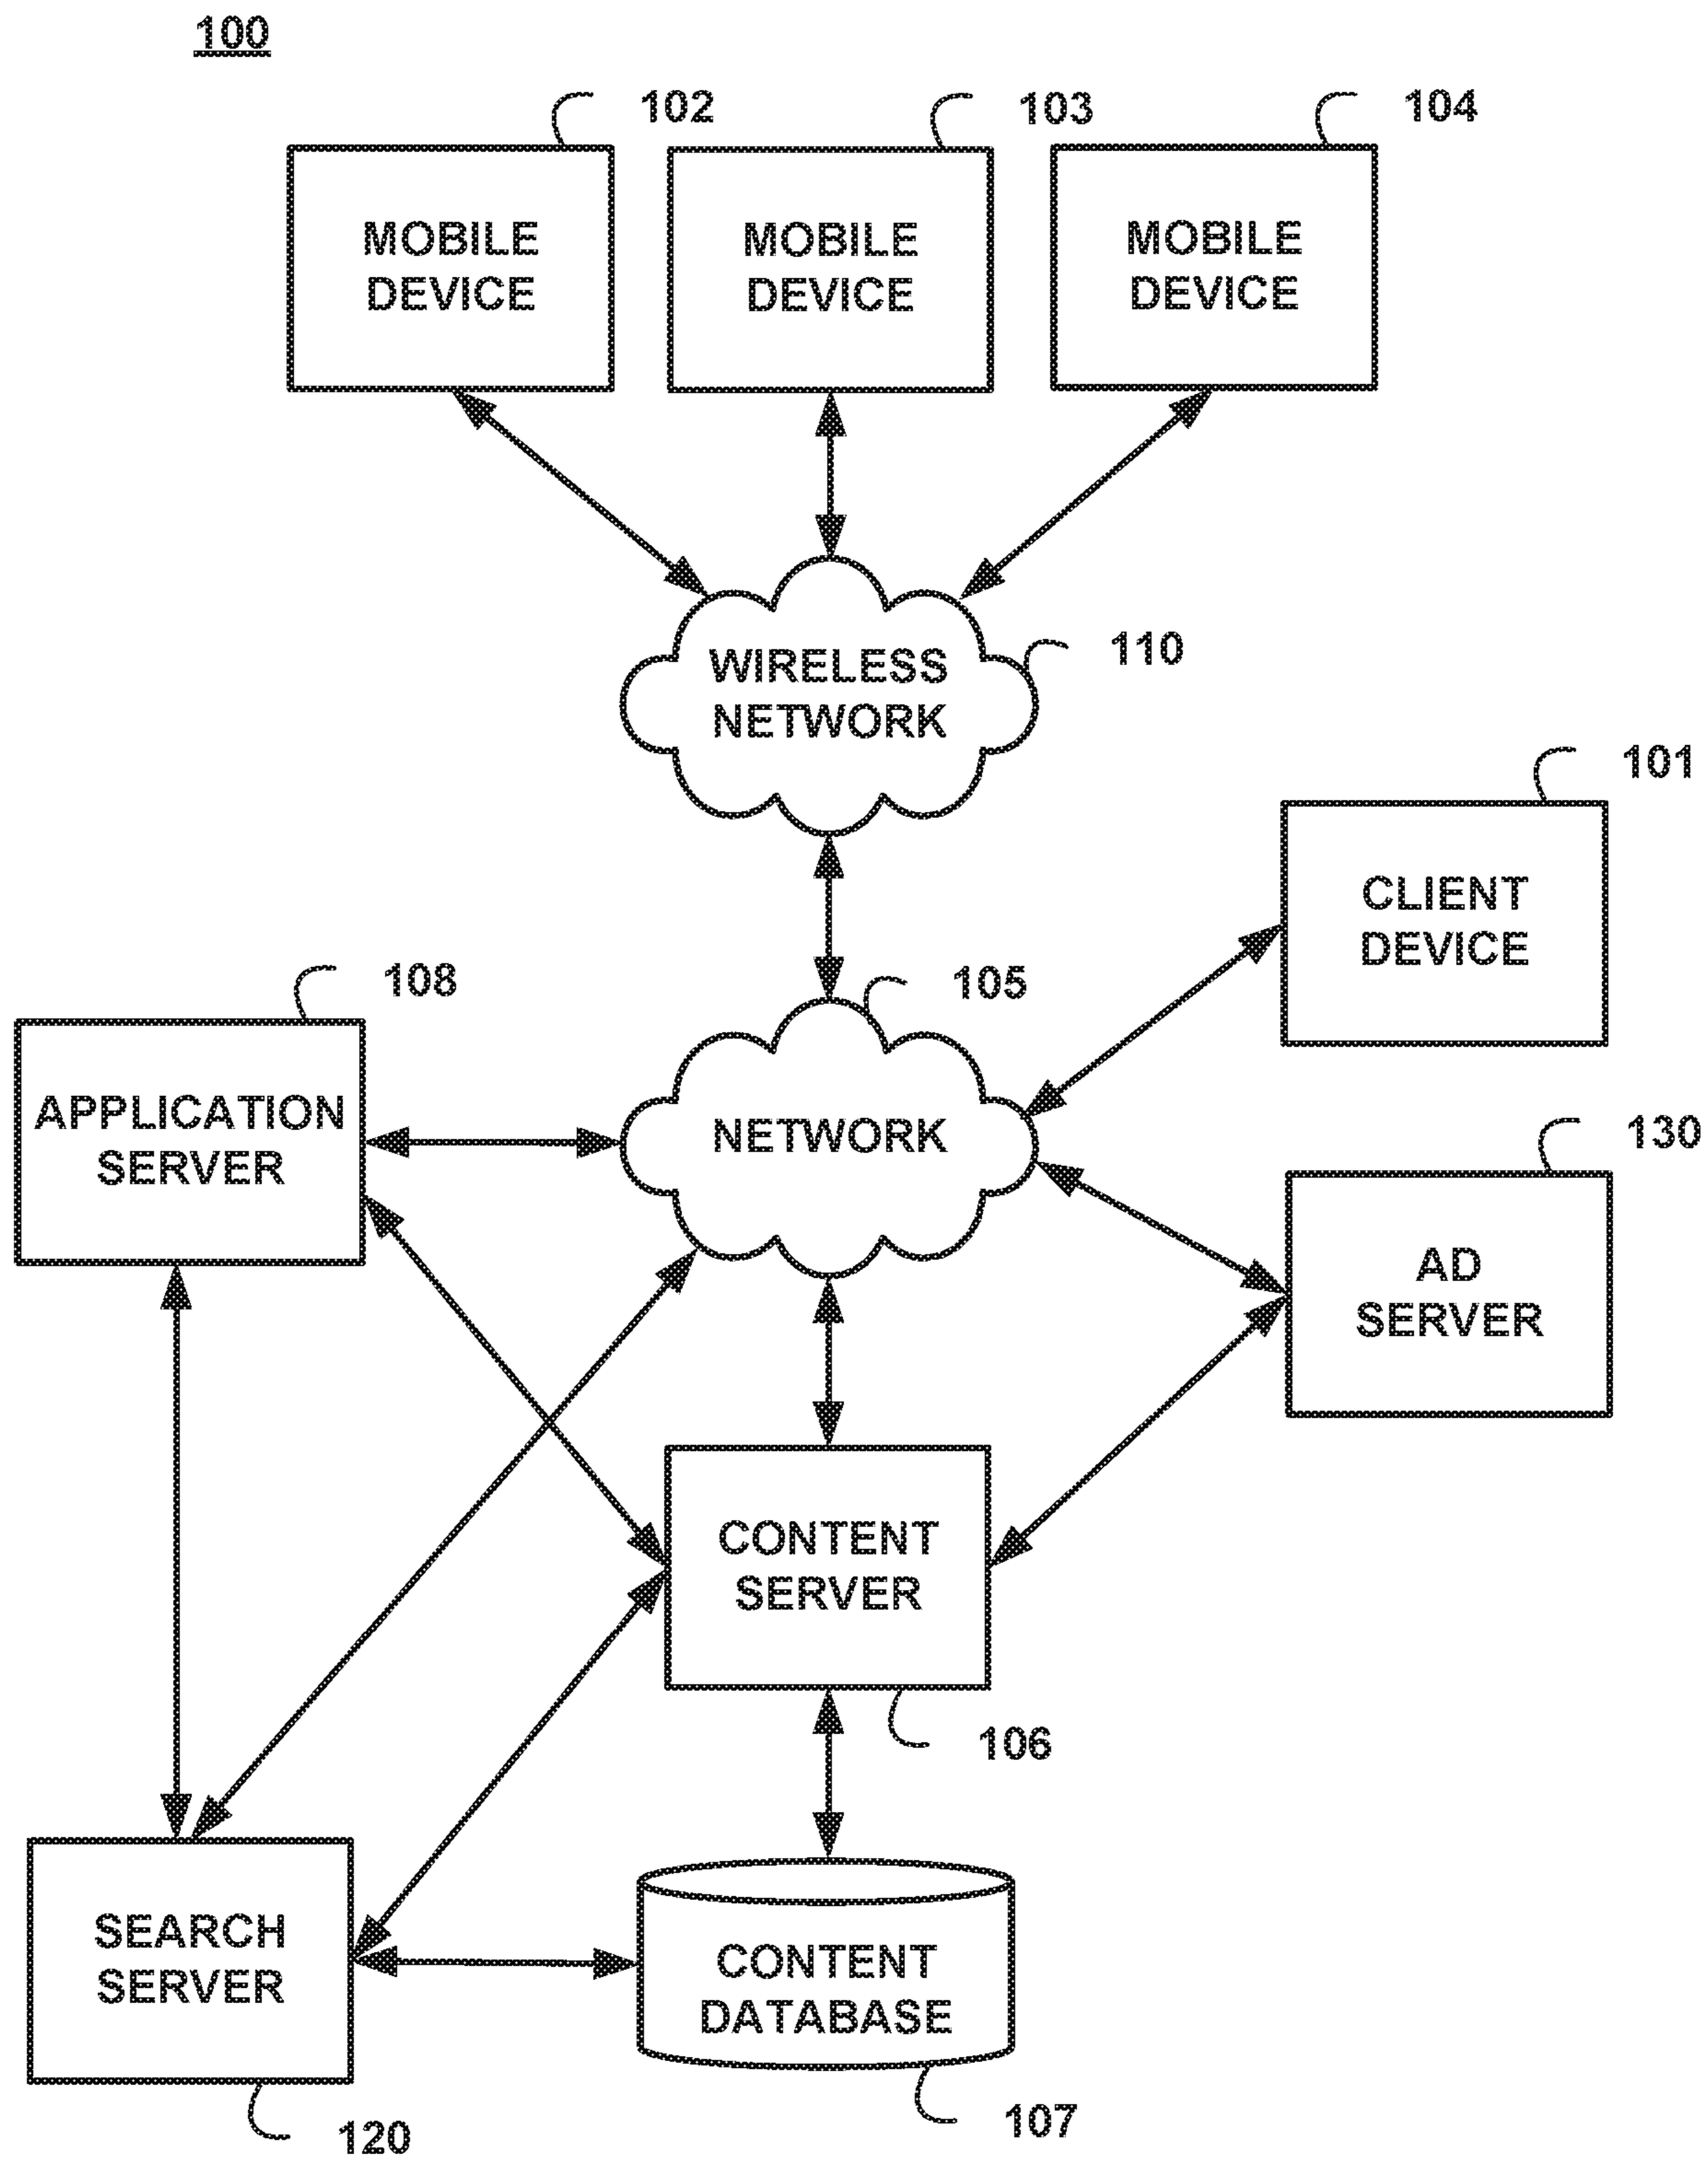 100
102
103
104
MOBILE
DEVICE
MOBILE
DEVICE
MOBILE
DEVICE
WIRELESS
NETWORK
110
101
CLIENT
DEVICE
108
105
APPLICATION
SERVER
NETWORK
130
AD
SERVER
CONTENT
SERVER
106
SEARCH
SERVER
CONTENT
DATABASE
120
107